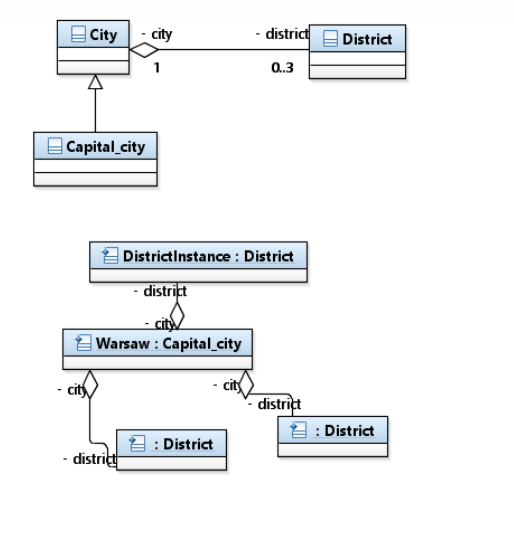 City
- city
- district
District
1
0..3
Capital_city
DistrictInstance : District
- district
- city
Warsaw : Capital_city
- city
- city
- district
: District
: District
- district